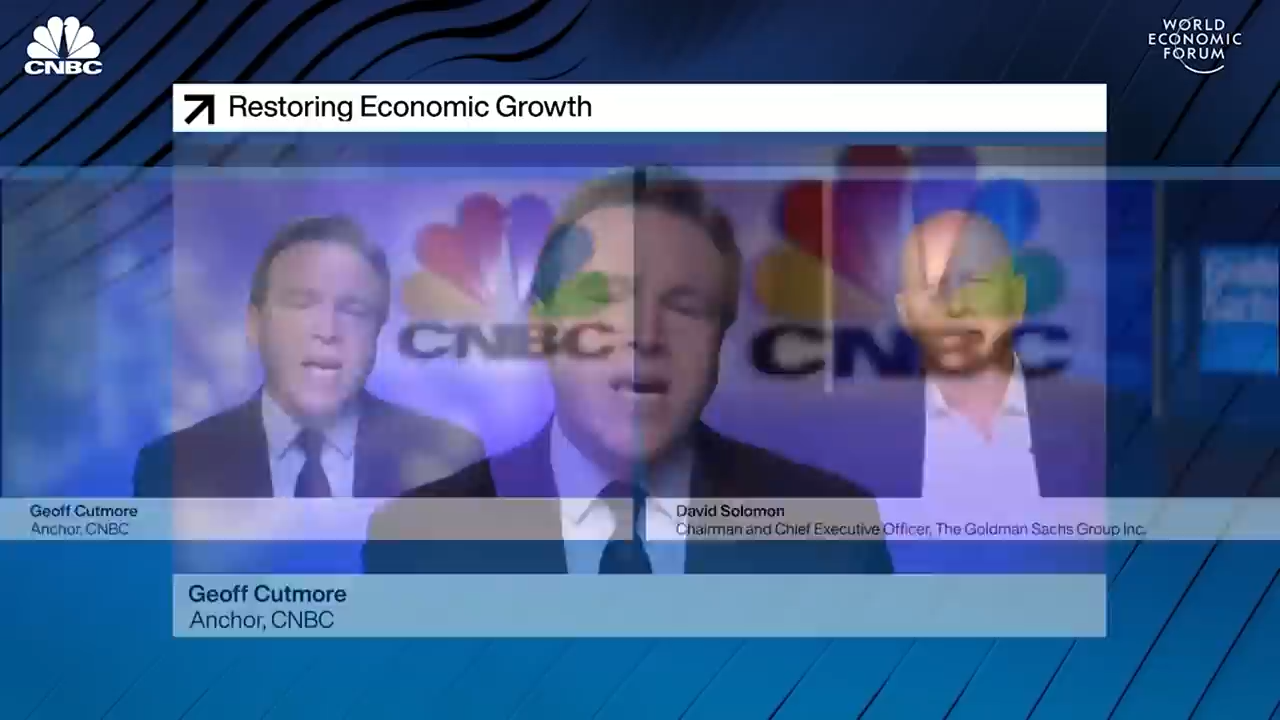 CNBC
WORLD
ECONOMIC
FORUM
Restoring Economic Growth
CNBC
CNBC
Geoff Cutmore
Anchor, CNBC
David Solomon
Chairman and Chief Executive Officer, The Goldman Sachs Group Inc.
Geoff Cutmore
Anchor, CNBC